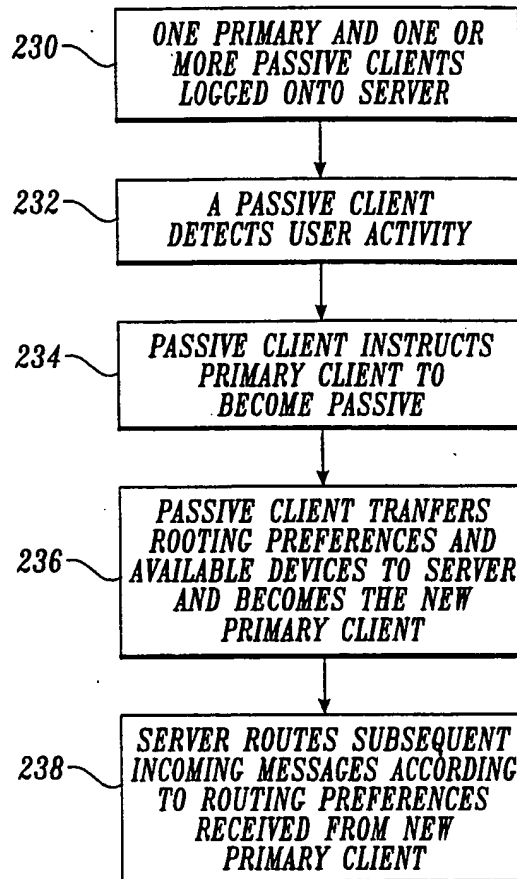 230
ONE PRIMARY AND ONE OR
MORE PASSIVE CLIENTS
LOGGED ONTO SERVER
232
A PASSIVE CLIENT
DETECTS USER ACTIVITY
234
PASSIVE CLIENT INSTRUCTS
PRIMARY CLIENT TO
BECOME PASSIVE
236
PASSIVE CLIENT TRANFERS
ROOTING PREFERENCES AND
AVAILABLE DEVICES TO SERVER
AND BECOMES THE NEW
PRIMARY CLIENT
238
SERVER ROUTES SUBSEQUENT
INCOMING MESSAGES ACCORDING
TO ROUTING PREFERENCES
RECEIVED FROM NEW
PRIMARY CLIENT